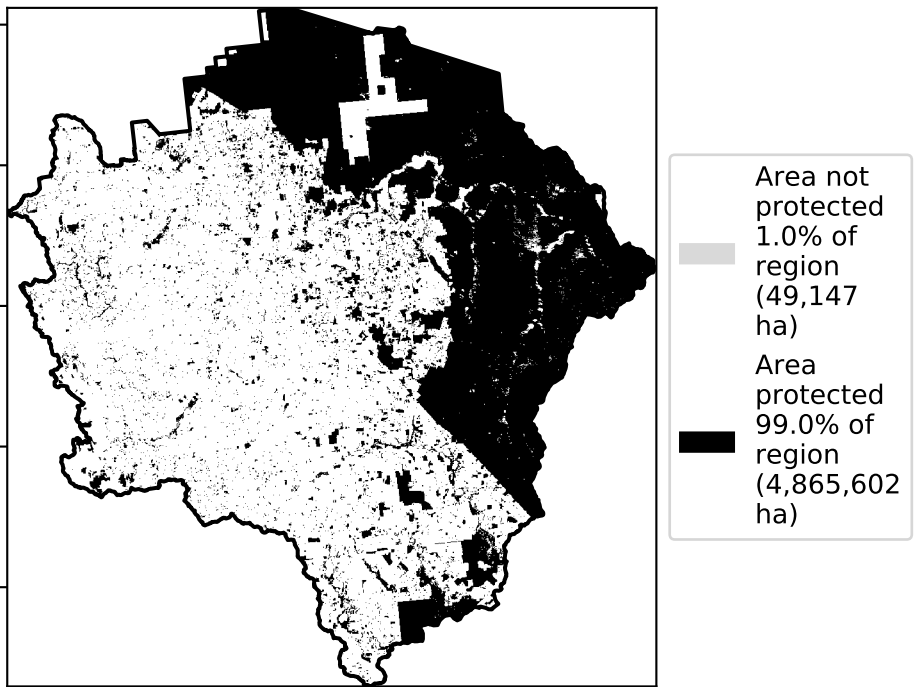 Area not
protected
1.0% of
region
(49,147
ha)
Area
protected
99.0% of
region
(4,865,602
ha)